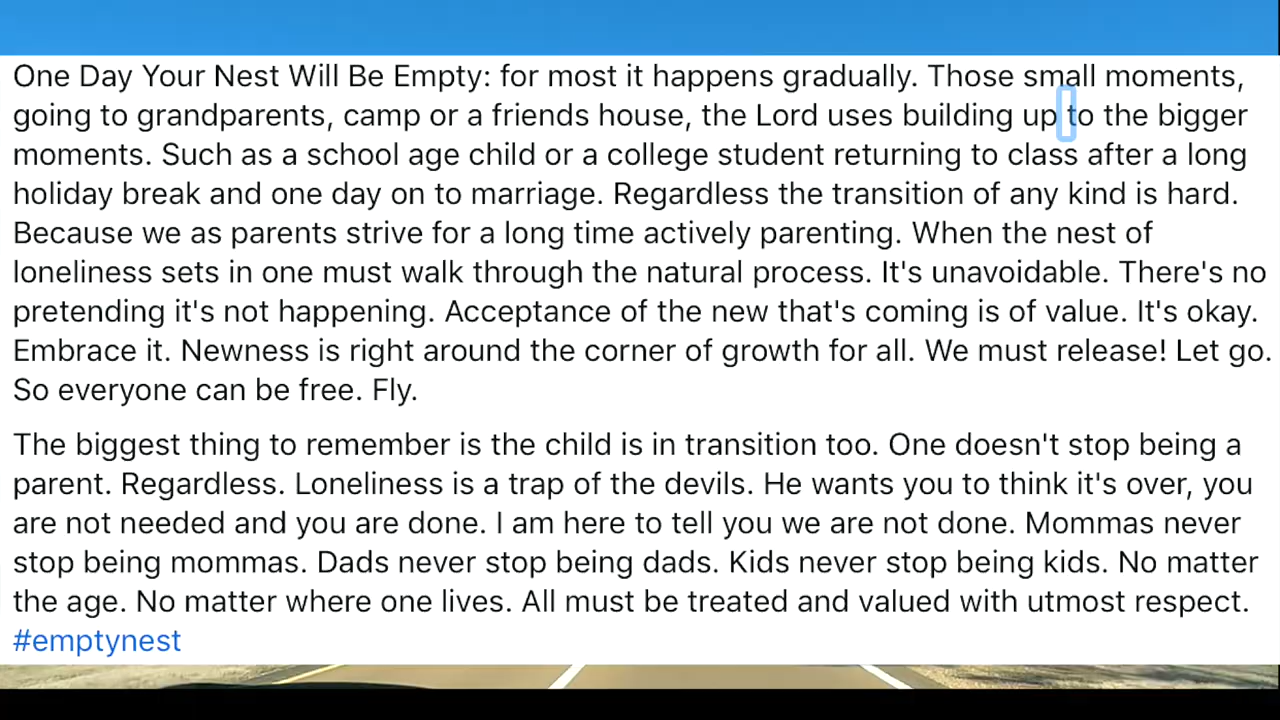 One Day Your Nest Will Be Empty: for most it happens gradually. Those small moments,
going to grandparents, camp or a friends house, the Lord uses building up to the bigger
moments. Such as a school age child or a college student returning to class after a long
holiday break and one day on to marriage. Regardless the transition of any kind is hard.
Because we as parents strive for a long time actively parenting. When the nest of
loneliness sets in one must walk through the natural process. It's unavoidable. There's no
pretending it's not happening. Acceptance of the new that's coming is of value. It's okay.
Embrace it. Newness is right around the corner of growth for all. We must release! Let go.
So everyone can be free. Fly.
The biggest thing to remember is the child is in transition too. One doesn't stop being a
parent. Regardless. Loneliness is a trap of the devils. He wants you to think it's over, you
are not needed and you are done. I am here to tell you we are not done. Mommas never
stop being mommas. Dads never stop being dads. Kids never stop being kids. No matter
the age. No matter where one lives. All must be treated and valued with utmost respect.
#emptynest